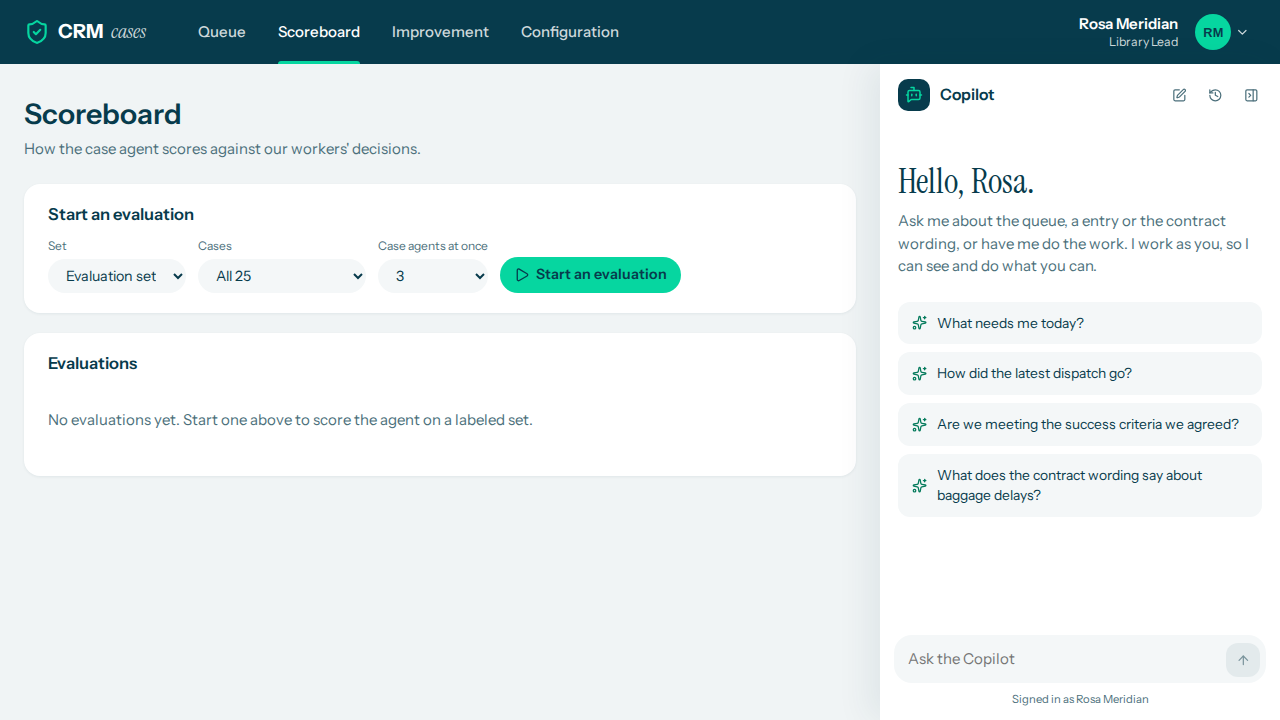 CRM cases
Queue
Scoreboard
Improvement
Configuration
Rosa Meridian
Library Lead
RM
Scoreboard
How the case agent scores against our workers' decisions.
Start an evaluation
Set
Cases
Case agents at once
Evaluation set
All 25
3
Start an evaluation
Evaluations
No evaluations yet. Start one above to score the agent on a labeled set.
Copilot
Hello, Rosa.
Ask me about the queue, a entry or the contract
wording, or have me do the work. I work as you, so I
can see and do what you can.
What needs me today?
How did the latest dispatch go?
Are we meeting the success criteria we agreed?
What does the contract wording say about
baggage delays?
Ask the Copilot
Signed in as Rosa Meridian